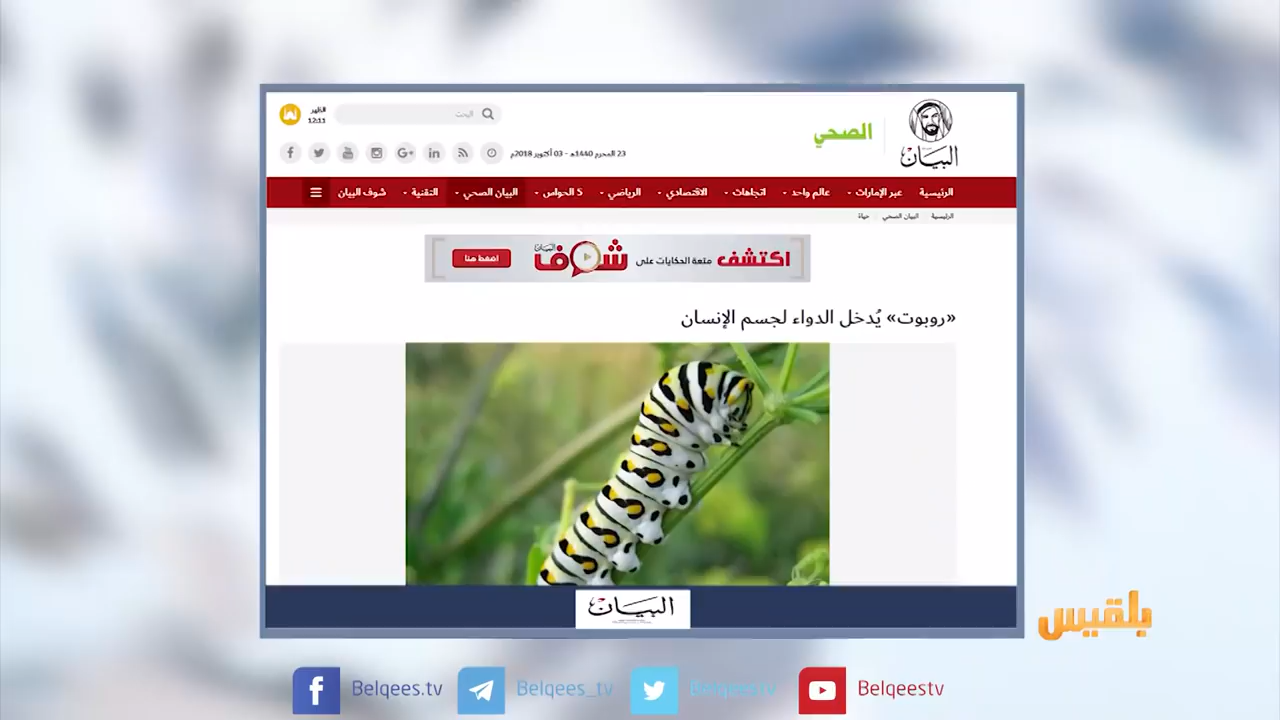 الظهر
12:11
البحث
الصحي
البيان
23 المحرم 1440هـ - 03 أكتوبر 2018م
الرئيسية عبر الإمارات عالم واحد اتجاهات الاقتصادي الرياضي 5 الحواس البيان الصحي التقنية شوف البيان
الرئيسية البيان الصحي حياة
اكتشف متعة الحكايات على شوف البيان اضغط هنا
«روبوت» يُدخل الدواء لجسم الإنسان
البيان
بلقيس
Belqees.tv Belqees_tv Belqeestv Belqeestv